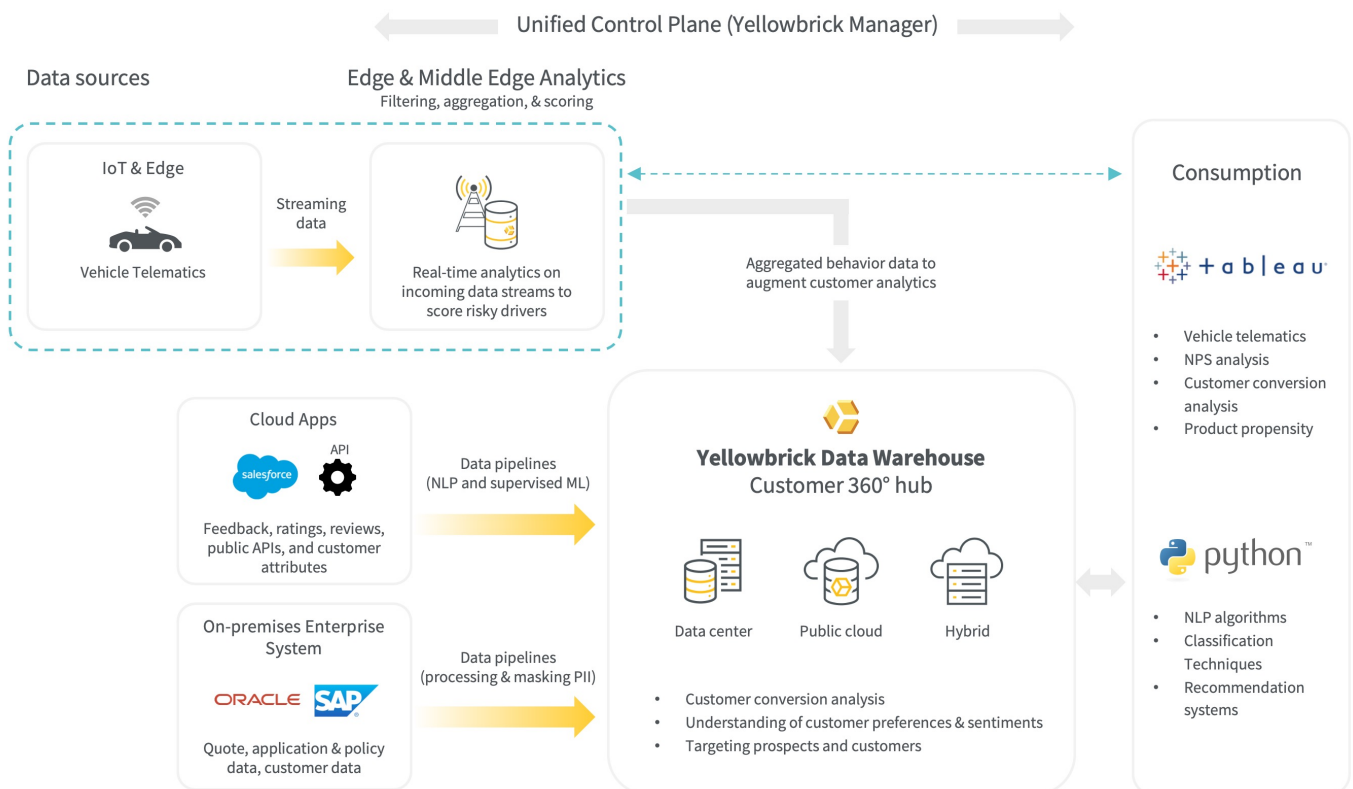 Unified Control Plane (Yellowbrick Manager)
Data sources
Edge & Middle Edge Analytics
Filtering, aggregation, & scoring
IoT & Edge
Vehicle Telematics
Streaming
data
Real-time analytics on
incoming data streams to
score risky drivers
Aggregated behavior data to
augment customer analytics
Cloud Apps
salesforce
API
Feedback, ratings, reviews,
public APIs, and customer
attributes
Data pipelines
(NLP and supervised ML)
On-premises Enterprise
System
ORACLE
SAP®
Quote, application & policy
data, customer data
Data pipelines
(processing & masking PII)
Yellowbrick Data Warehouse
Customer 360° hub
Data center
Public cloud
Hybrid
• Customer conversion analysis
• Understanding of customer preferences & sentiments
• Targeting prospects and customers
Consumption
+ableau
• Vehicle telematics
• NPS analysis
• Customer conversion
analysis
• Product propensity
python™
• NLP algorithms
• Classification
Techniques
• Recommendation
systems